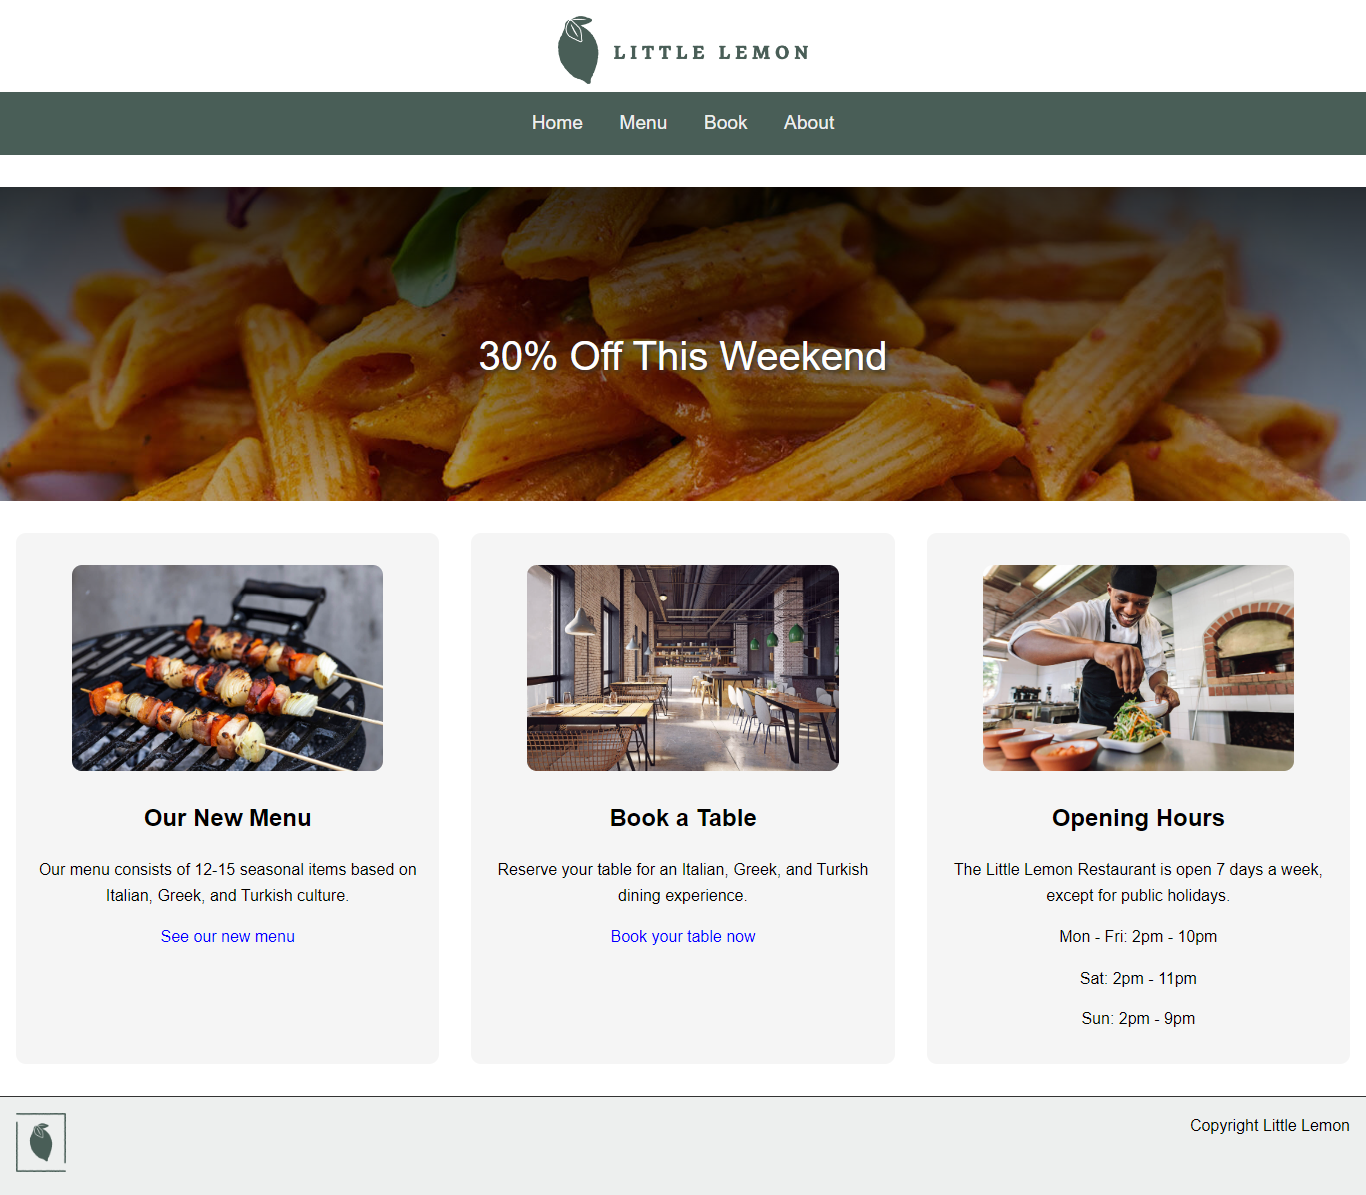 LITTLE LEMON
Home Menu Book About
30% Off This Weekend
Our New Menu
Our menu consists of 12-15 seasonal items based on
Italian, Greek, and Turkish culture.
See our new menu
Book a Table
Reserve your table for an Italian, Greek, and Turkish
dining experience.
Book your table now
Opening Hours
The Little Lemon Restaurant is open 7 days a week,
except for public holidays.
Mon - Fri: 2pm - 10pm
Sat: 2pm - 11pm
Sun: 2pm - 9pm
Copyright Little Lemon